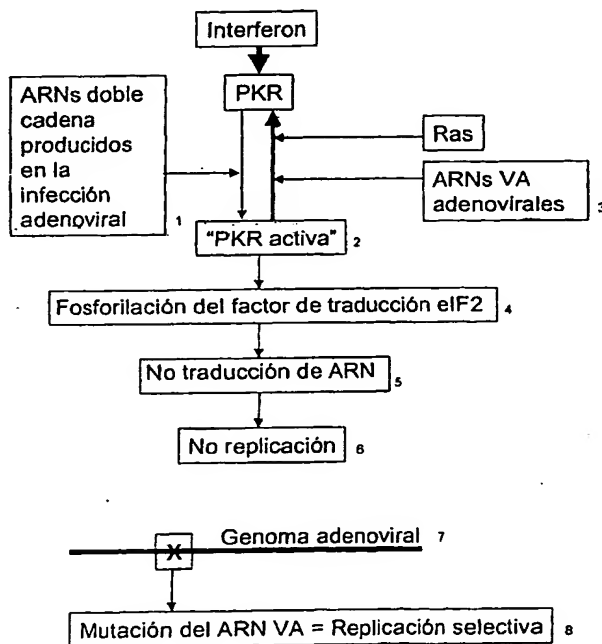 Interferon
PKR
ARNs doble
cadena
producidos
en la
infección
adenoviral 1
Ras
ARNs VA
adenovirales 3
"PKR activa" 2
Fosforilación del factor de traducción eIF2 4
No traducción de ARN 5
No replicación 6
X
Genoma adenoviral 7
Mutación del ARN VA = Replicación selectiva 8